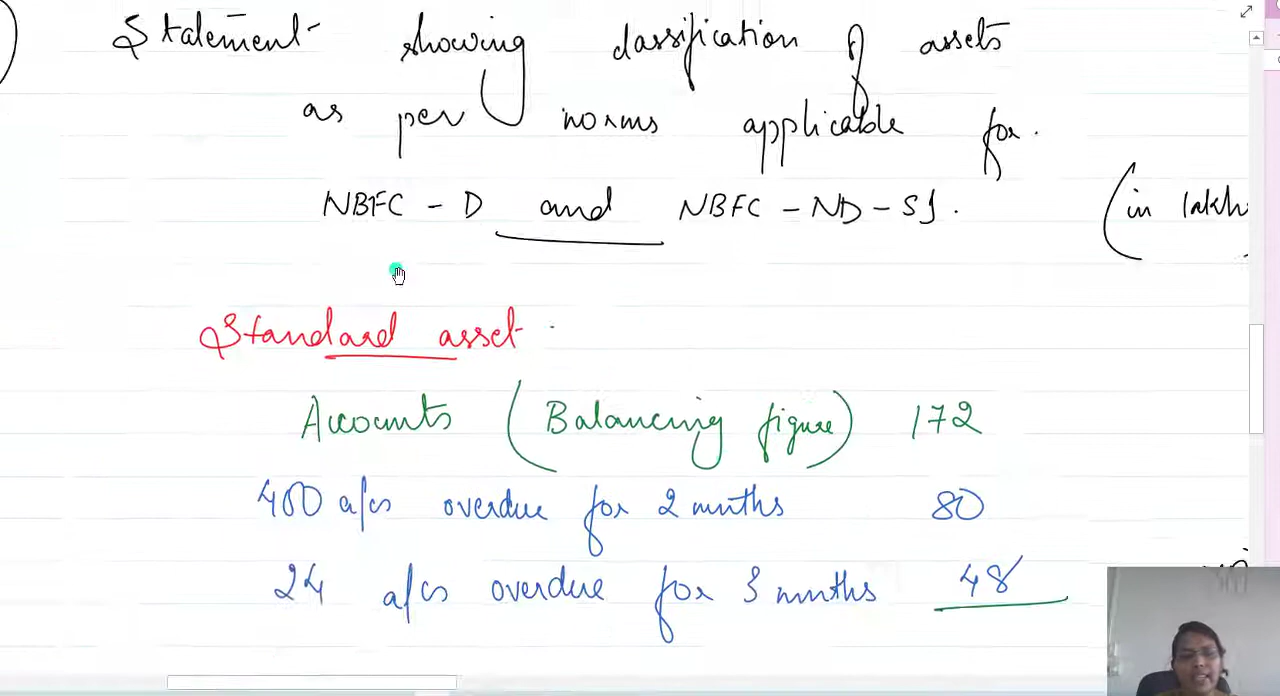 Statement showing classification of assets
as per norms applicable for.
NBFC - D and NBFC - ND - SI. (in lakh
Standard asset
Accounts (Balancing figure) 172
400 a/cs overdue for 2 months 80
24 a/cs overdue for 3 months 48